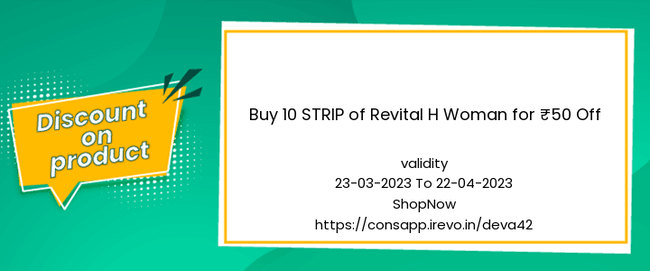 Discount
on
product
Buy 10 STRIP of Revital H Woman for ₹50 Off
validity
23-03-2023 To 22-04-2023
ShopNow
https://consapp.irevo.in/deva42